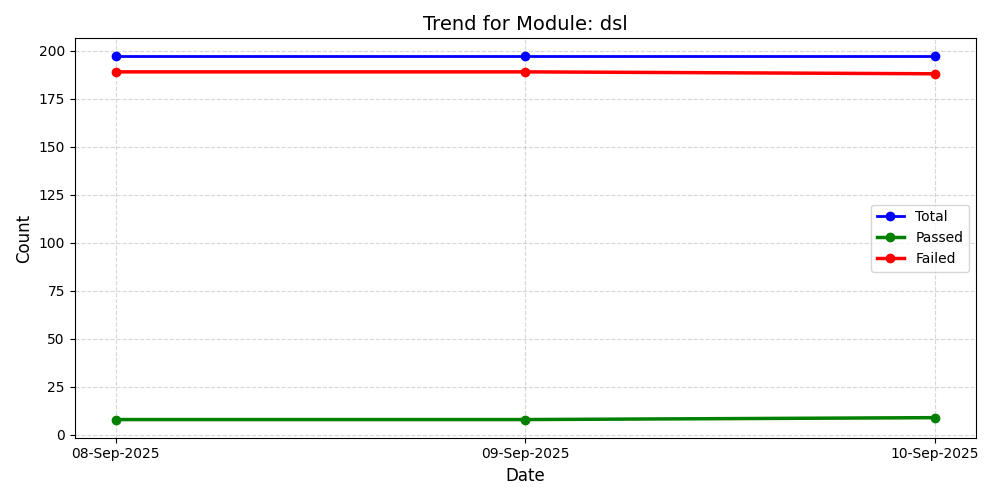 Trend for Module: dsl
200
175
150
125
100
75
50
25
0
Count
Total
Passed
Failed
08-Sep-2025
09-Sep-2025
10-Sep-2025
Date